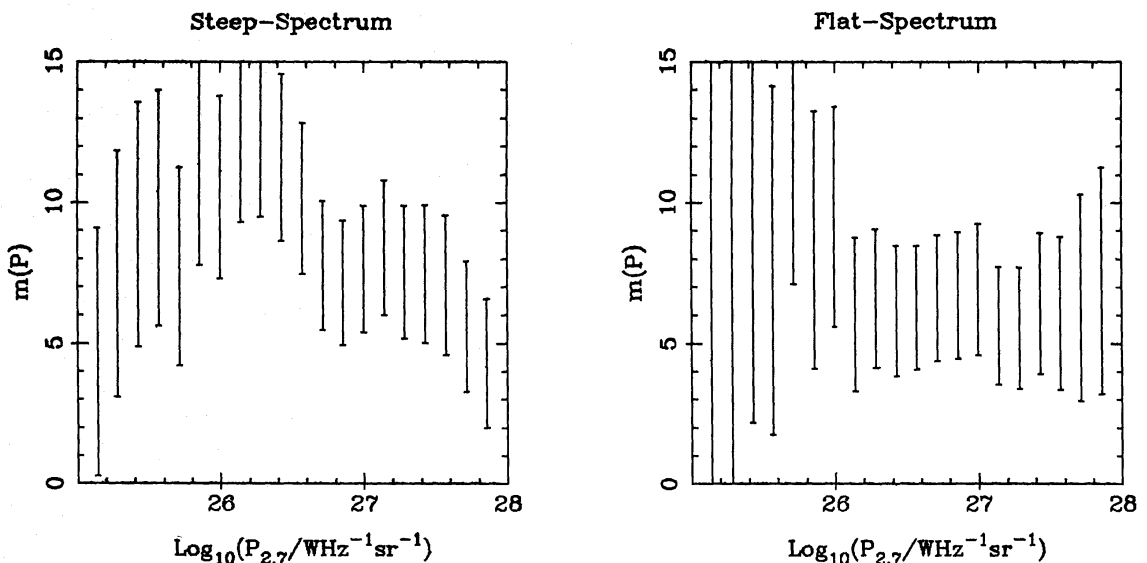 Steep-Spectrum
15
10
5
0
m(P)
26
27
28
Log₁₀(P₂.₇/WHz⁻¹sr⁻¹)
Flat-Spectrum
15
10
5
0
m(P)
26
27
28
Log₁₀(P₂.₇/WHz⁻¹sr⁻¹)